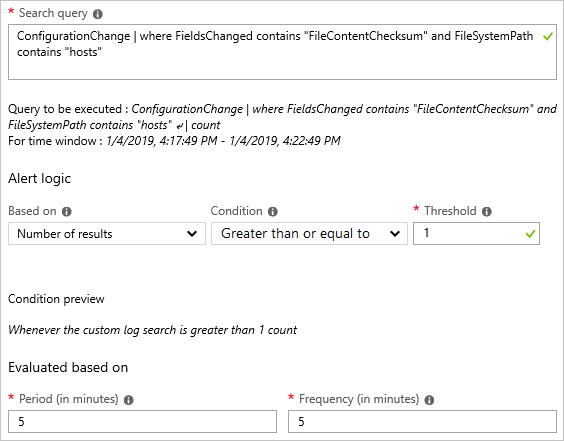 * Search query
ConfigurationChange | where FieldsChanged contains "FileContentChecksum" and FileSystemPath
contains "hosts"
Query to be executed : ConfigurationChange | where FieldsChanged contains "FileContentChecksum" and
FileSystemPath contains "hosts" ↲ | count
For time window : 1/4/2019, 4:17:49 PM - 1/4/2019, 4:22:49 PM
Alert logic
Based on Condition * Threshold
Number of results Greater than or equal to 1
Condition preview
Whenever the custom log search is greater than 1 count
Evaluated based on
* Period (in minutes) * Frequency (in minutes)
5 5